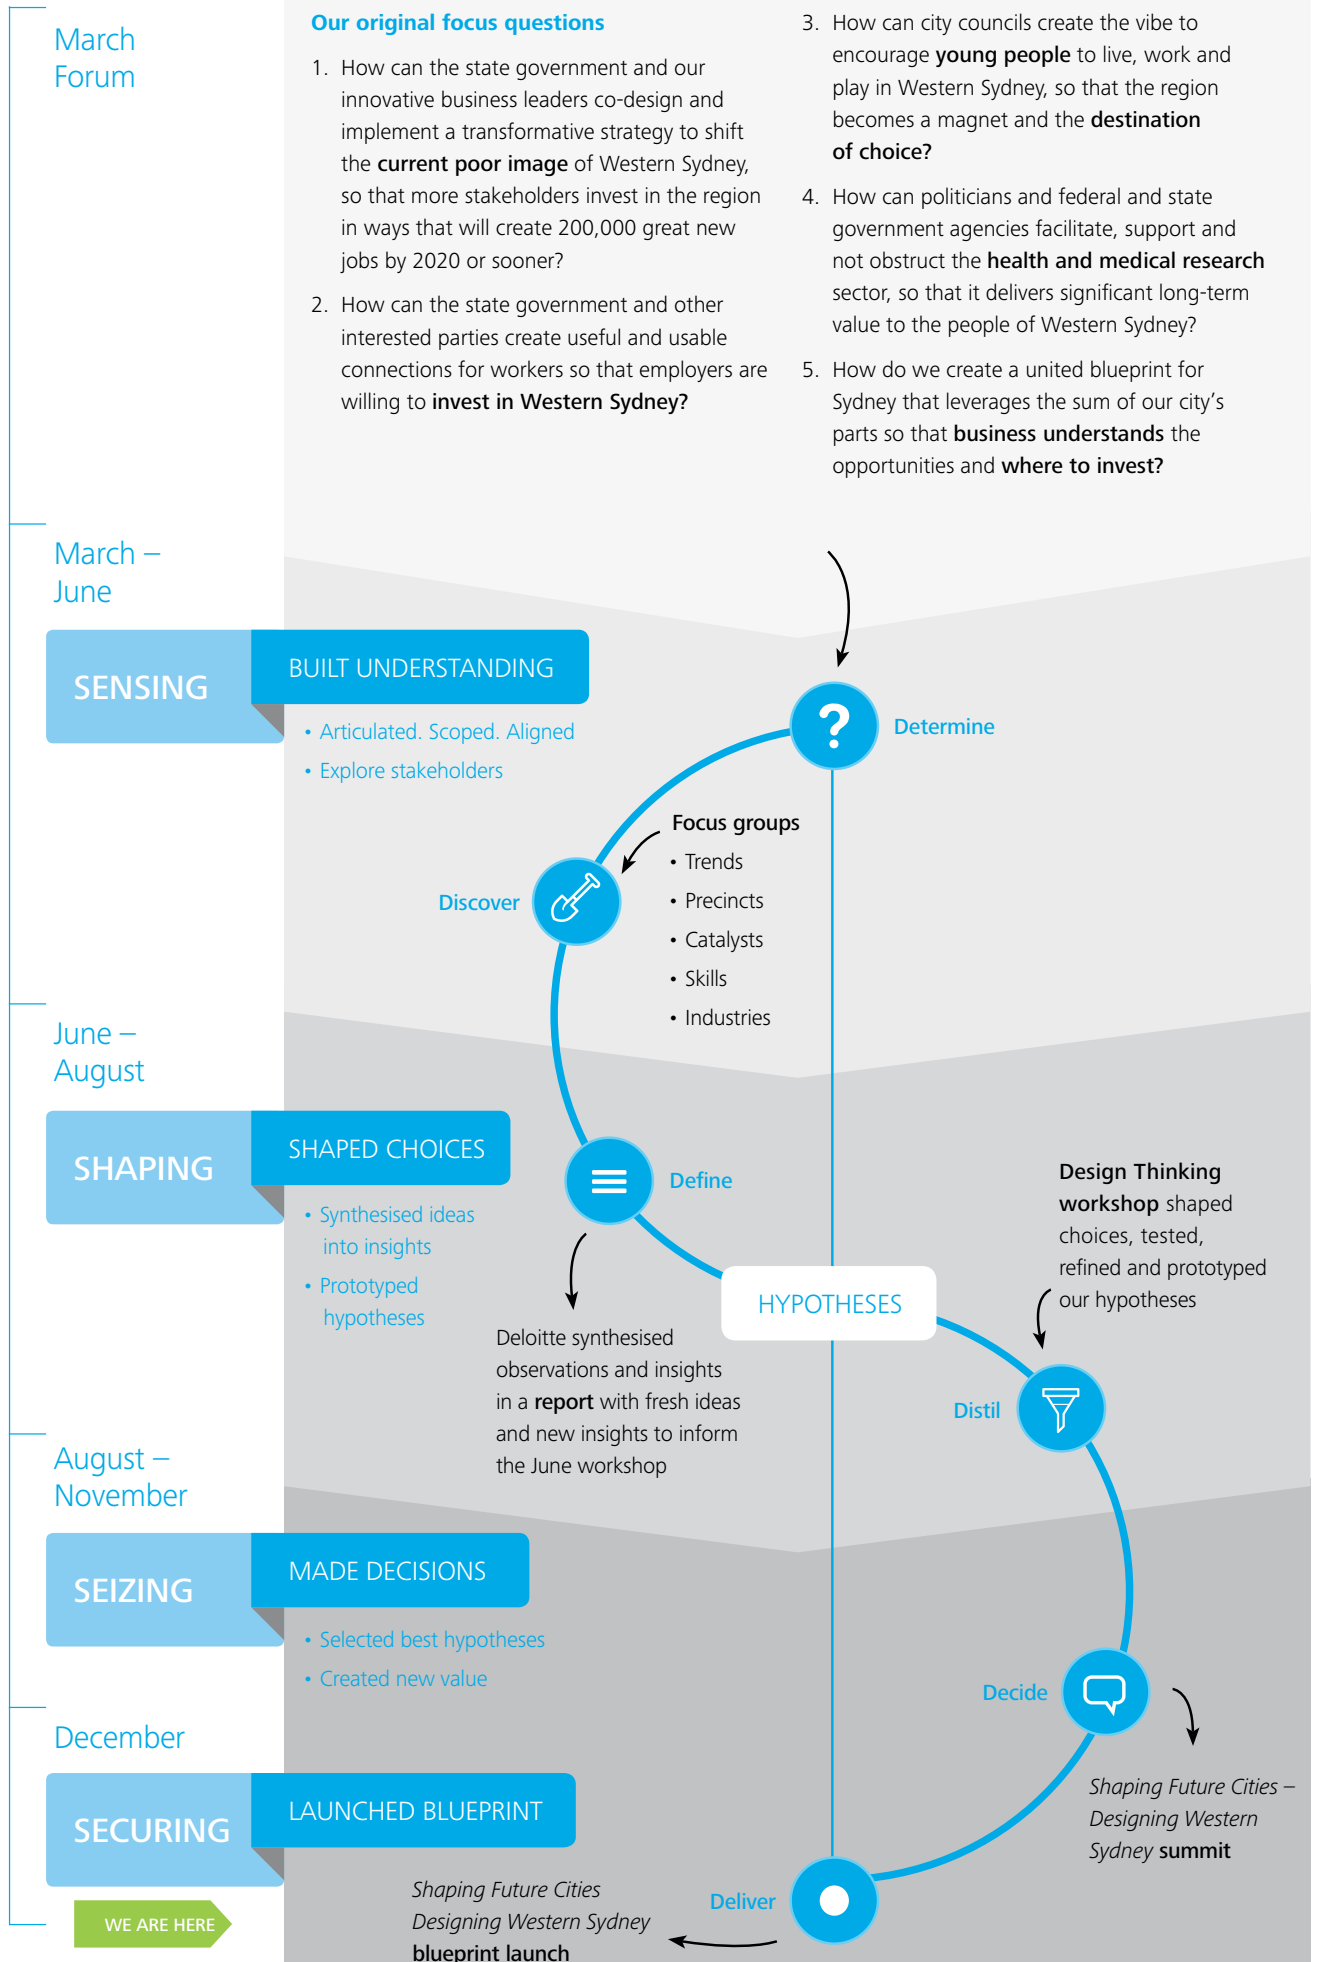 March
Forum
Our original focus questions
1. How can the state government and our
innovative business leaders co-design and
implement a transformative strategy to shift
the current poor image of Western Sydney,
so that more stakeholders invest in the region
in ways that will create 200,000 great new
jobs by 2020 or sooner?
2. How can the state government and other
interested parties create useful and usable
connections for workers so that employers are
willing to invest in Western Sydney?
3. How can city councils create the vibe to
encourage young people to live, work and
play in Western Sydney, so that the region
becomes a magnet and the destination
of choice?
4. How can politicians and federal and state
government agencies facilitate, support and
not obstruct the health and medical research
sector, so that it delivers significant long-term
value to the people of Western Sydney?
5. How do we create a united blueprint for
Sydney that leverages the sum of our city's
parts so that business understands the
opportunities and where to invest?
March –
June
SENSING
BUILT UNDERSTANDING
• Articulated. Scoped. Aligned
• Explore stakeholders
?
Determine
Focus groups
• Trends
• Precincts
• Catalysts
• Skills
• Industries
Discover
June –
August
SHAPING
SHAPED CHOICES
• Synthesised ideas
into insights
• Prototyped
hypotheses
Define
Deloitte synthesised
observations and insights
in a report with fresh ideas
and new insights to inform
the June workshop
HYPOTHESES
Design Thinking
workshop shaped
choices, tested,
refined and prototyped
our hypotheses
Distil
August –
November
SEIZING
MADE DECISIONS
• Selected best hypotheses
• Created new value
Decide
Shaping Future Cities –
Designing Western
Sydney summit
December
SECURING
LAUNCHED BLUEPRINT
WE ARE HERE
Shaping Future Cities
Designing Western Sydney
blueprint launch
Deliver